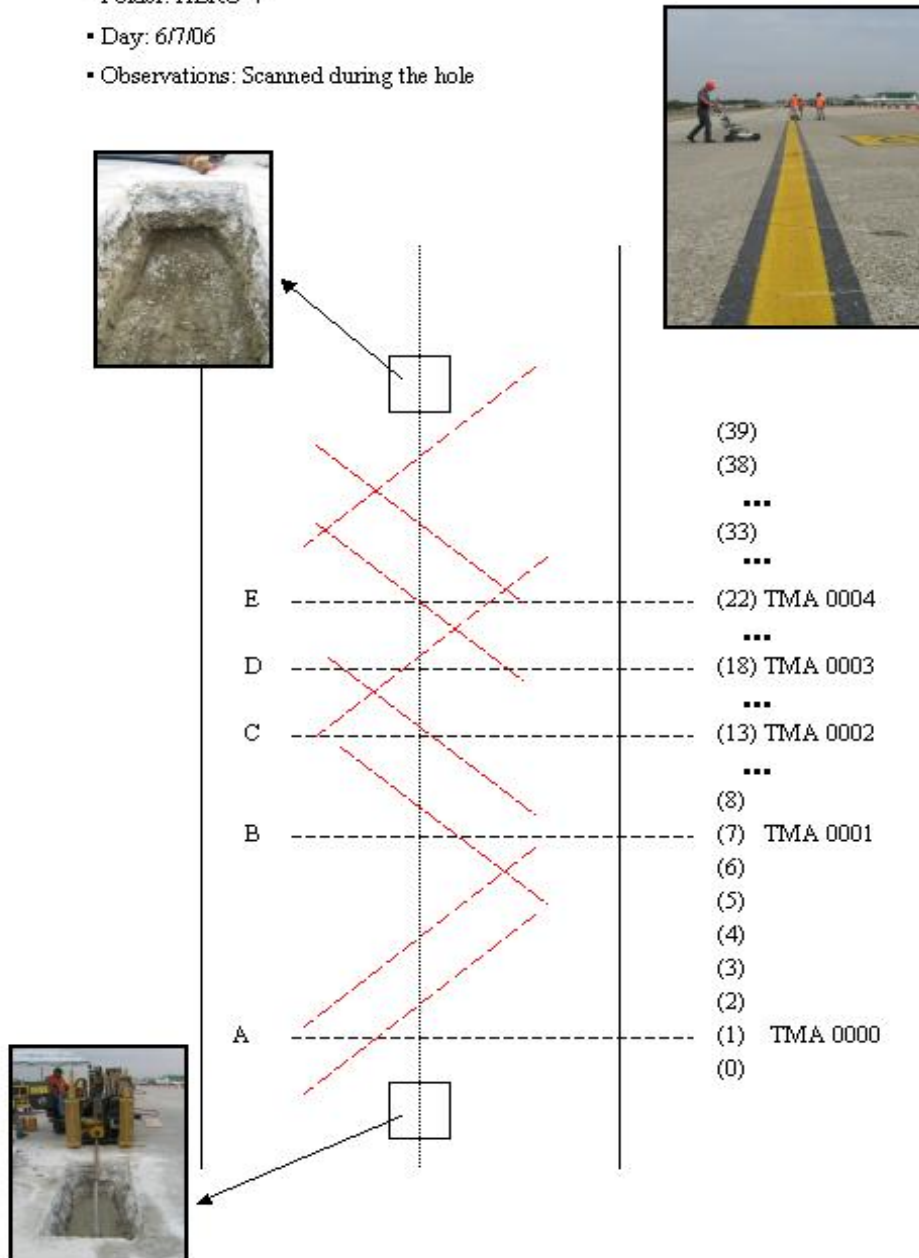 ▪ Day: 6/7/06
▪ Observations: Scanned during the hole
(39)
(38)
...
(33)
...
E (22) TMA 0004
...
D (18) TMA 0003
...
C (13) TMA 0002
...
(8)
B (7) TMA 0001
(6)
(5)
(4)
(3)
(2)
A (1) TMA 0000
(0)